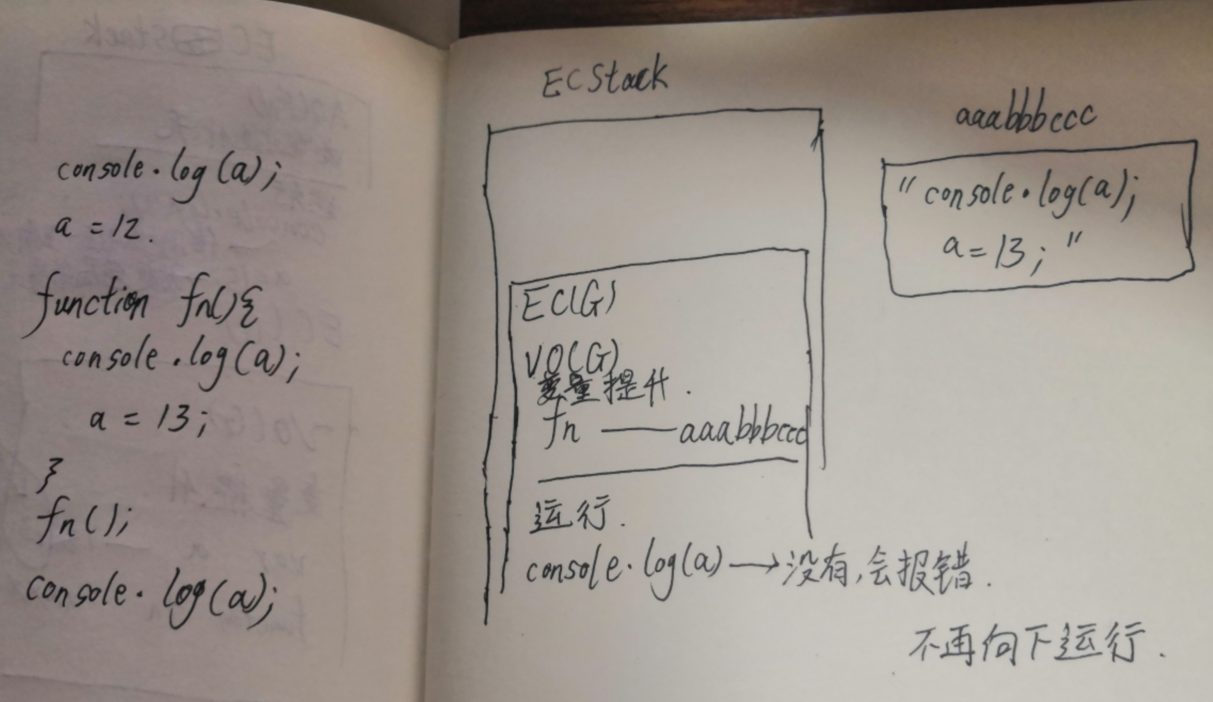 console.log(a);
a = 12.
function fn(){
console.log(a);
a = 13;
}
fn();
console.log(a);
ECStack
EC(G)
VO(G)
变量提升.
fn —— aaabbbccc
运行.
console.log(a) → 没有,会报错.
不再向下运行.
aaabbbccc
"console.log(a);
a = 13; "